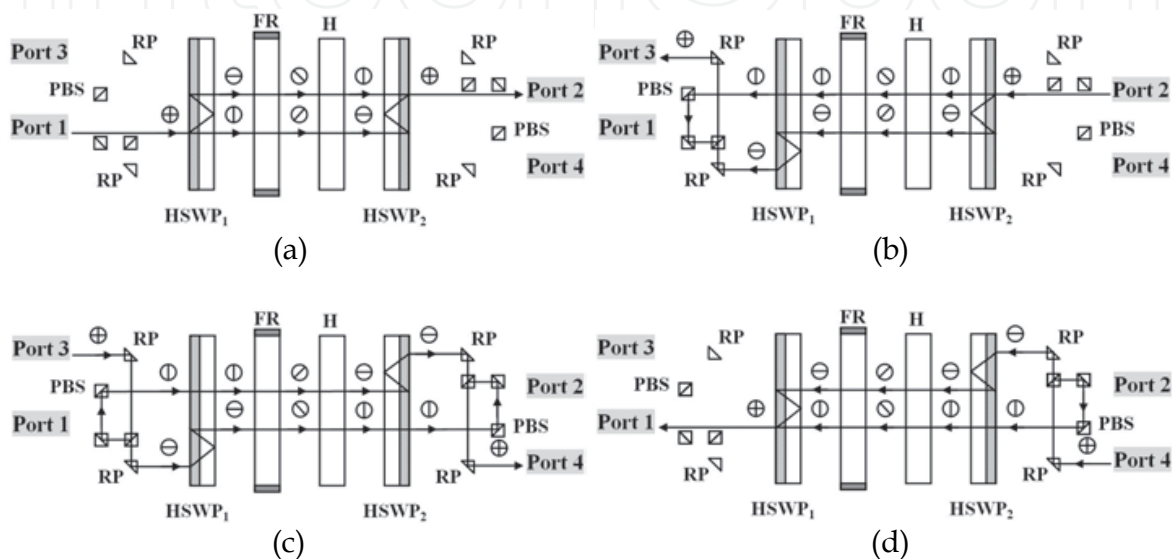 FR H
Port 3 RP RP
PBS Port 2
Port 1 PBS
RP RP Port 4
HSWP₁ HSWP₂
(a)
FR H
Port 3 RP RP
PBS Port 2
Port 1 PBS
RP RP Port 4
HSWP₁ HSWP₂
(b)
FR H
Port 3 RP RP
PBS Port 2
Port 1 PBS
RP RP Port 4
HSWP₁ HSWP₂
(c)
FR H
Port 3 RP RP
PBS Port 2
Port 1 PBS
RP RP Port 4
HSWP₁ HSWP₂
(d)